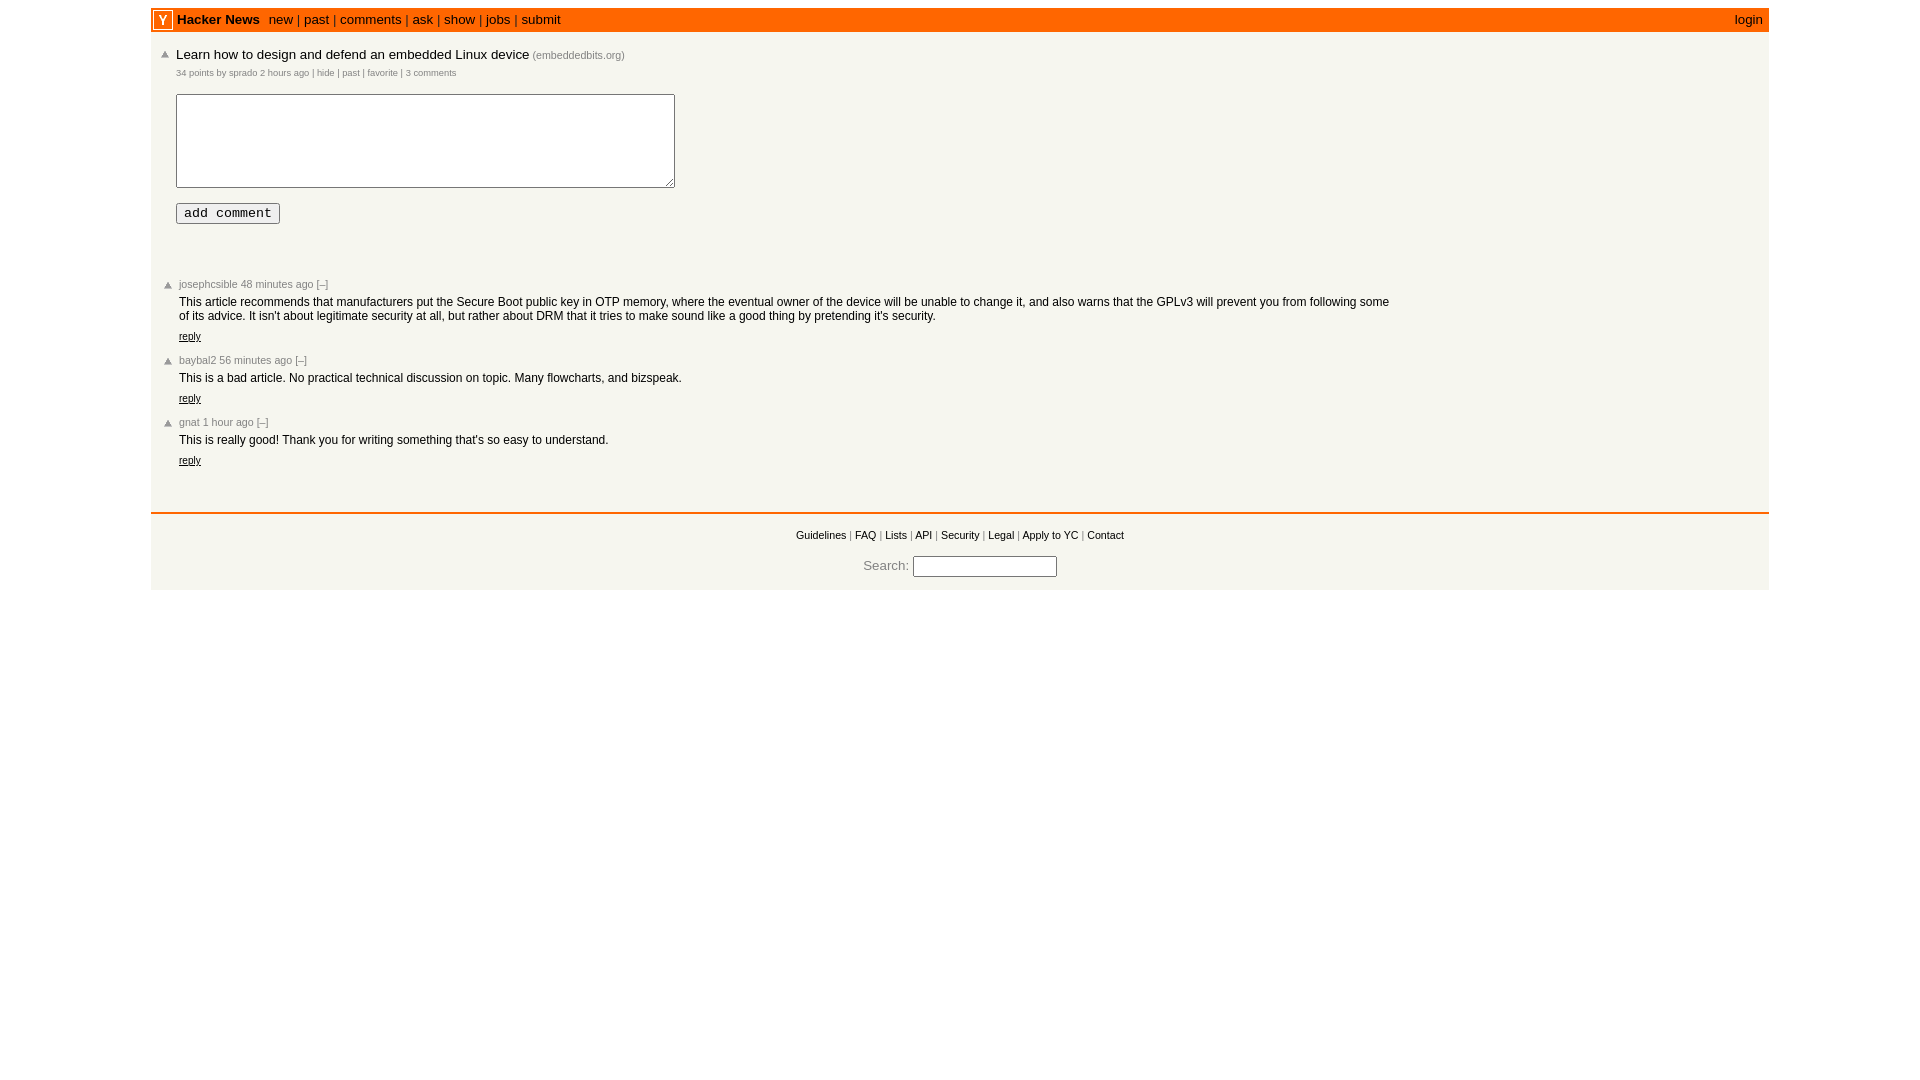 Y Hacker News new | past | comments | ask | show | jobs | submit login
Learn how to design and defend an embedded Linux device (embeddedbits.org)
34 points by sprado 2 hours ago | hide | past | favorite | 3 comments
add comment
josephcsible 48 minutes ago [–]
This article recommends that manufacturers put the Secure Boot public key in OTP memory, where the eventual owner of the device will be unable to change it, and also warns that the GPLv3 will prevent you from following some
of its advice. It isn't about legitimate security at all, but rather about DRM that it tries to make sound like a good thing by pretending it's security.
reply
baybal2 56 minutes ago [–]
This is a bad article. No practical technical discussion on topic. Many flowcharts, and bizspeak.
reply
gnat 1 hour ago [–]
This is really good! Thank you for writing something that's so easy to understand.
reply
Guidelines | FAQ | Lists | API | Security | Legal | Apply to YC | Contact
Search: